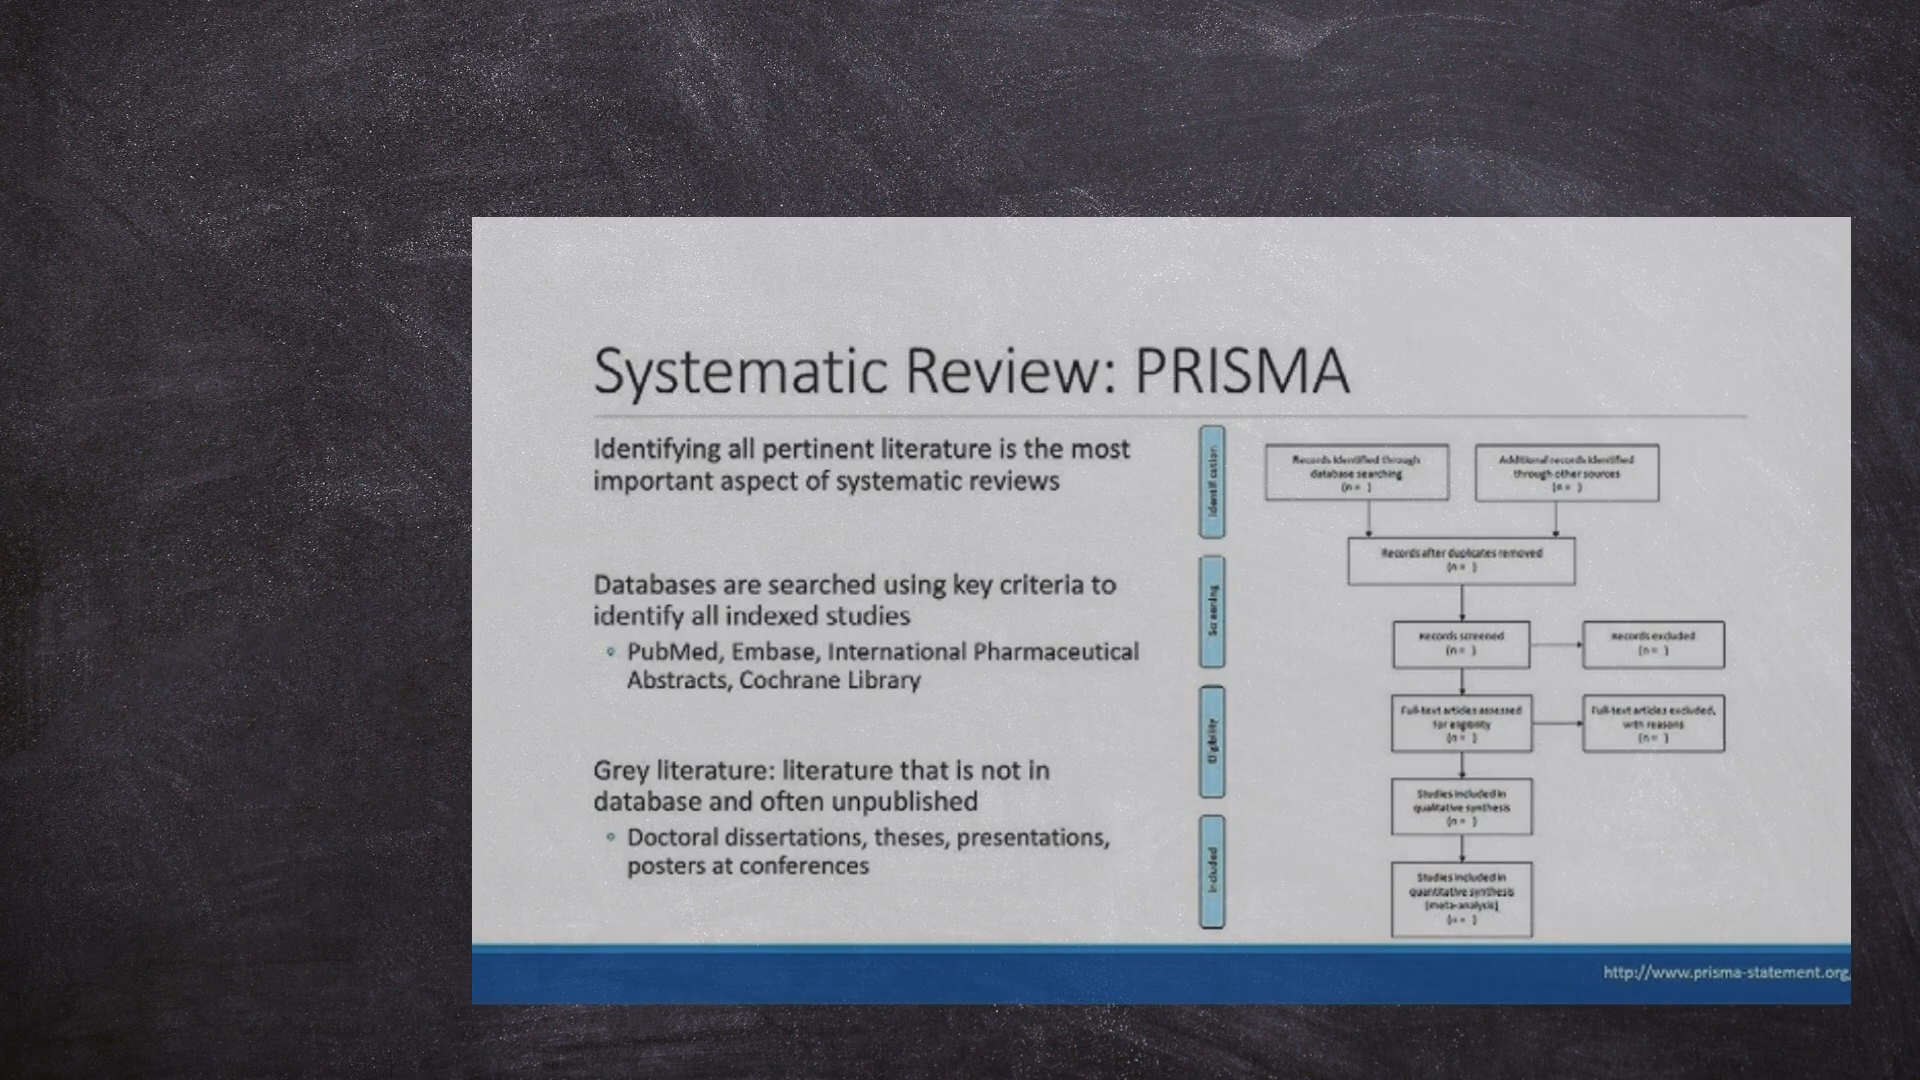 Systematic Review: PRISMA
Identifying all pertinent literature is the most
important aspect of systematic reviews
Databases are searched using key criteria to
identify all indexed studies
PubMed, Embase, International Pharmaceutical
Abstracts, Cochrane Library
Grey literature: literature that is not in
database and often unpublished
Doctoral dissertations, theses, presentations,
posters at conferences
Identification
Screening
Eligibility
Included
Records identified through
database searching
(n = )
Additional records identified
through other sources
(n = )
Records after duplicates removed
(n = )
Records screened
(n = )
Records excluded
(n = )
Full-text articles assessed
for eligibility
(n = )
Full-text articles excluded,
with reasons
(n = )
Studies included in
qualitative synthesis
(n = )
Studies included in
quantitative synthesis
(meta-analysis)
(n = )
http://www.prisma-statement.org